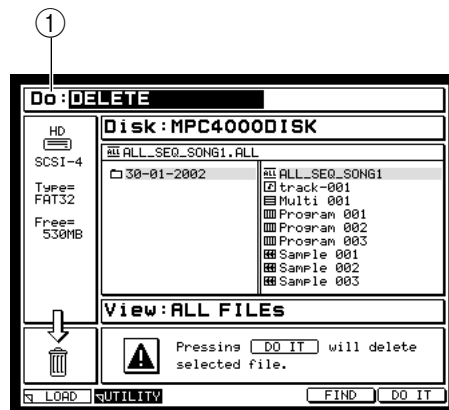 1
Do:DELETE
HD
SCSI-4
Type=
FAT32
Free=
530MB
Disk:MPC4000DISK
ALL ALL_SEQ_SONG1.ALL
30-01-2002
ALL ALL_SEQ_SONG1
track-001
Multi 001
Program 001
Program 002
Program 003
Sample 001
Sample 002
Sample 003
View:ALL FILEs
Pressing DO IT will delete
selected file.
LOAD UTILITY FIND DO IT